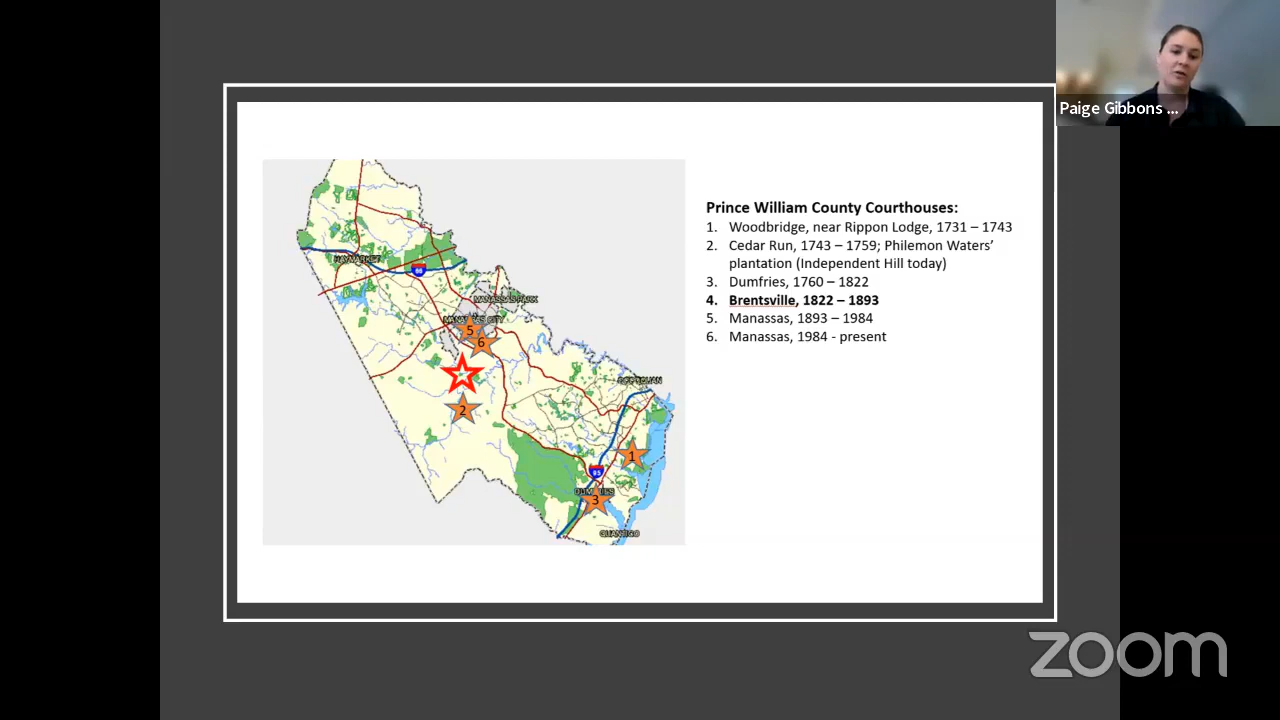 Paige Gibbons ...
Prince William County Courthouses:
1. Woodbridge, near Rippon Lodge, 1731 – 1743
2. Cedar Run, 1743 – 1759; Philemon Waters’
plantation (Independent Hill today)
3. Dumfries, 1760 – 1822
4. Brentsville, 1822 – 1893
5. Manassas, 1893 – 1984
6. Manassas, 1984 - present
HAYMARKET
66
MANASSAS PARK
5
6
2
1
95
3
QUANTICO
zoom